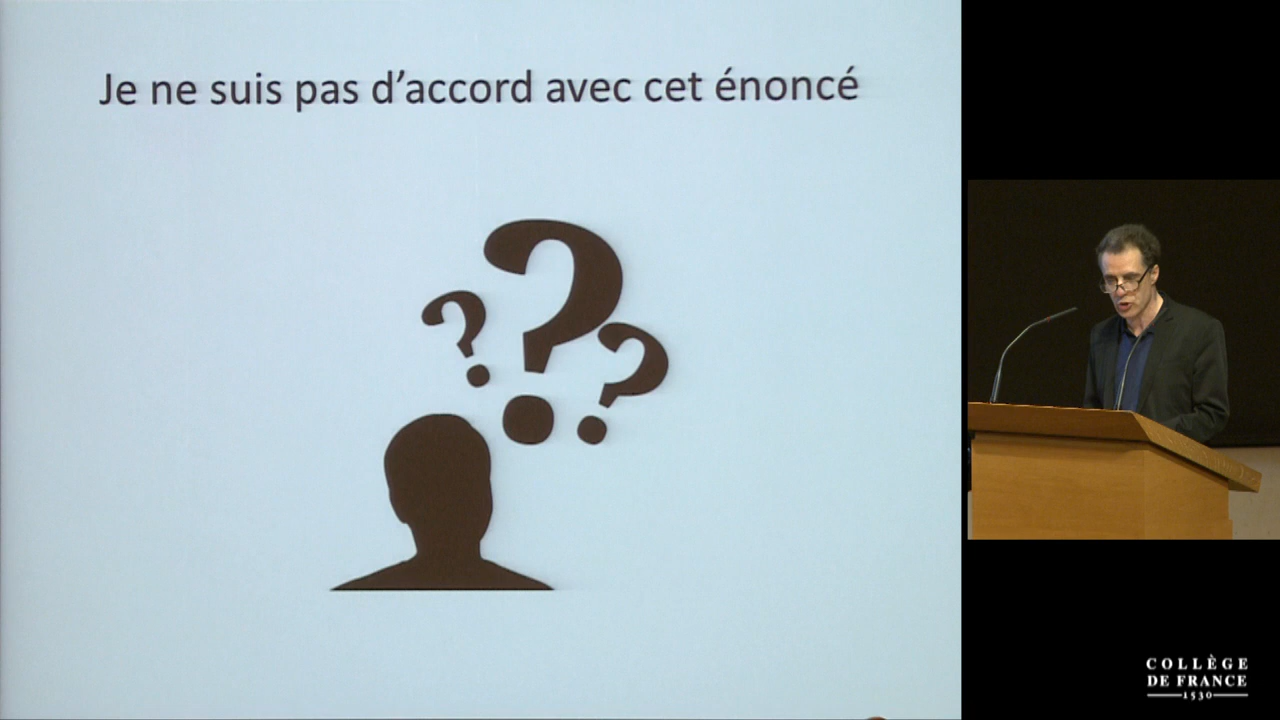 Je ne suis pas d’accord avec cet énoncé
? ? ?
COLLÈGE
DE FRANCE
1530